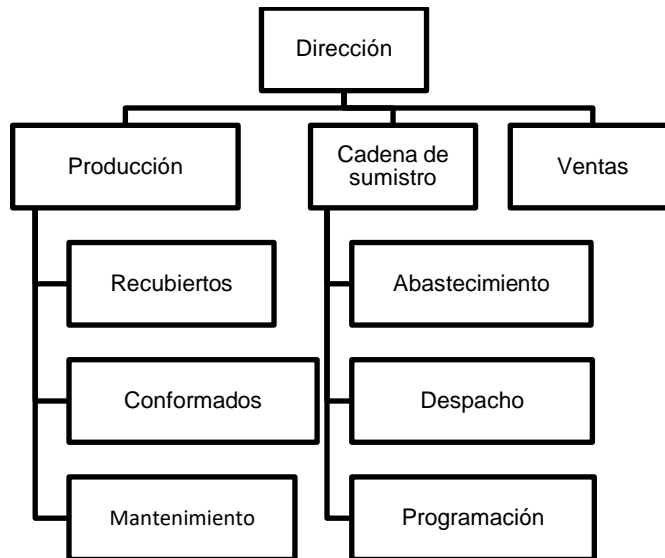 Dirección
Producción
Cadena de
sumistro
Ventas
Recubiertos
Abastecimiento
Conformados
Despacho
Mantenimiento
Programación